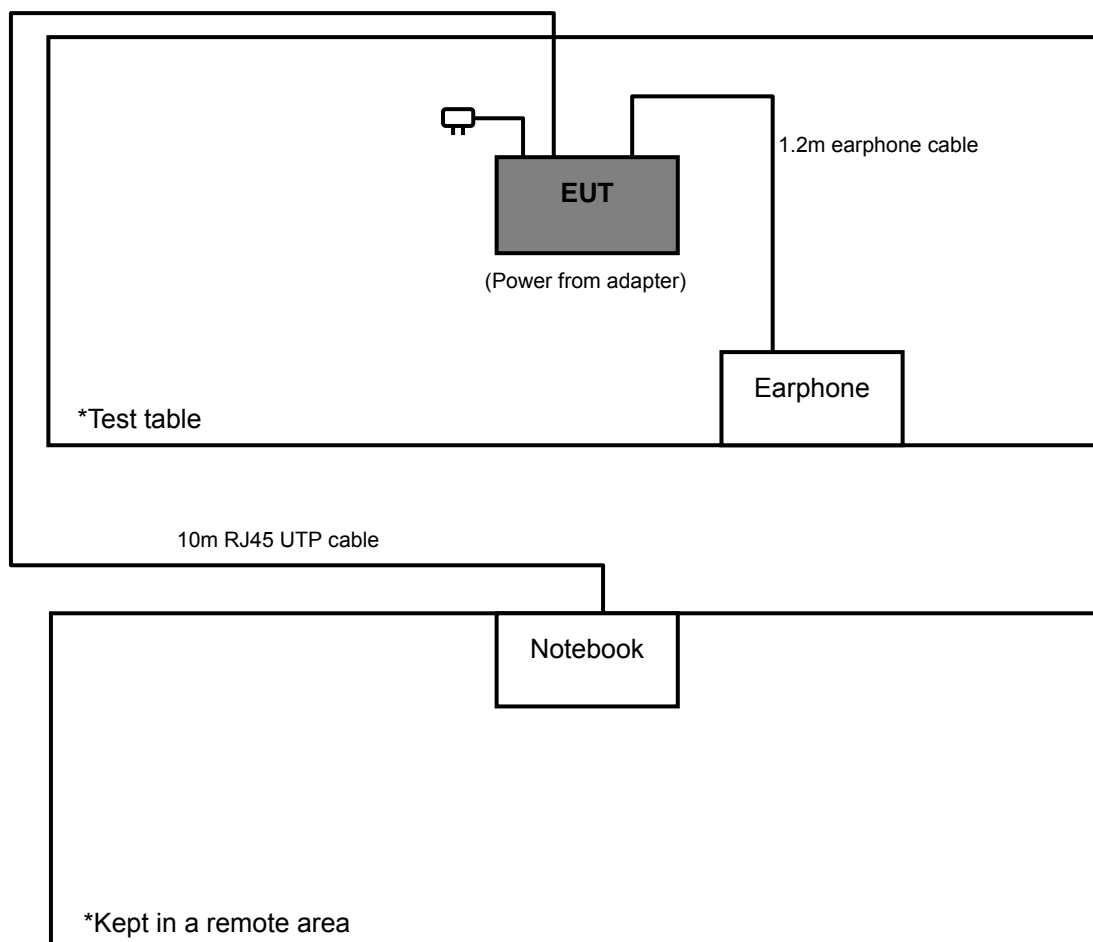 1.2m earphone cable
EUT
(Power from adapter)
Earphone
*Test table
10m RJ45 UTP cable
Notebook
*Kept in a remote area